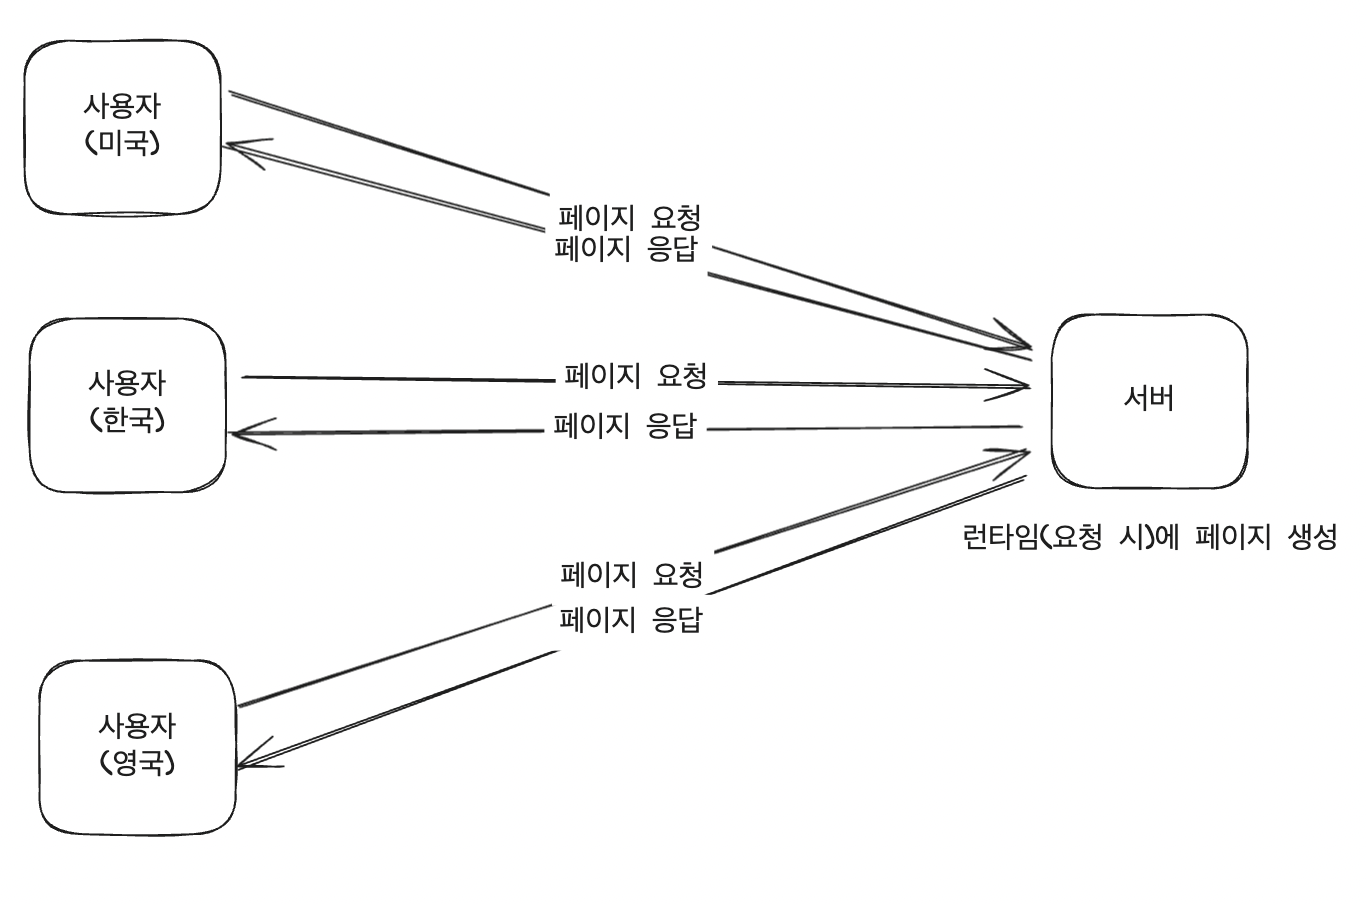 사용자
(미국)
페이지 요청
페이지 응답
사용자
(한국)
페이지 요청
페이지 응답
서버
런타임(요청 시)에 페이지 생성
페이지 요청
페이지 응답
사용자
(영국)